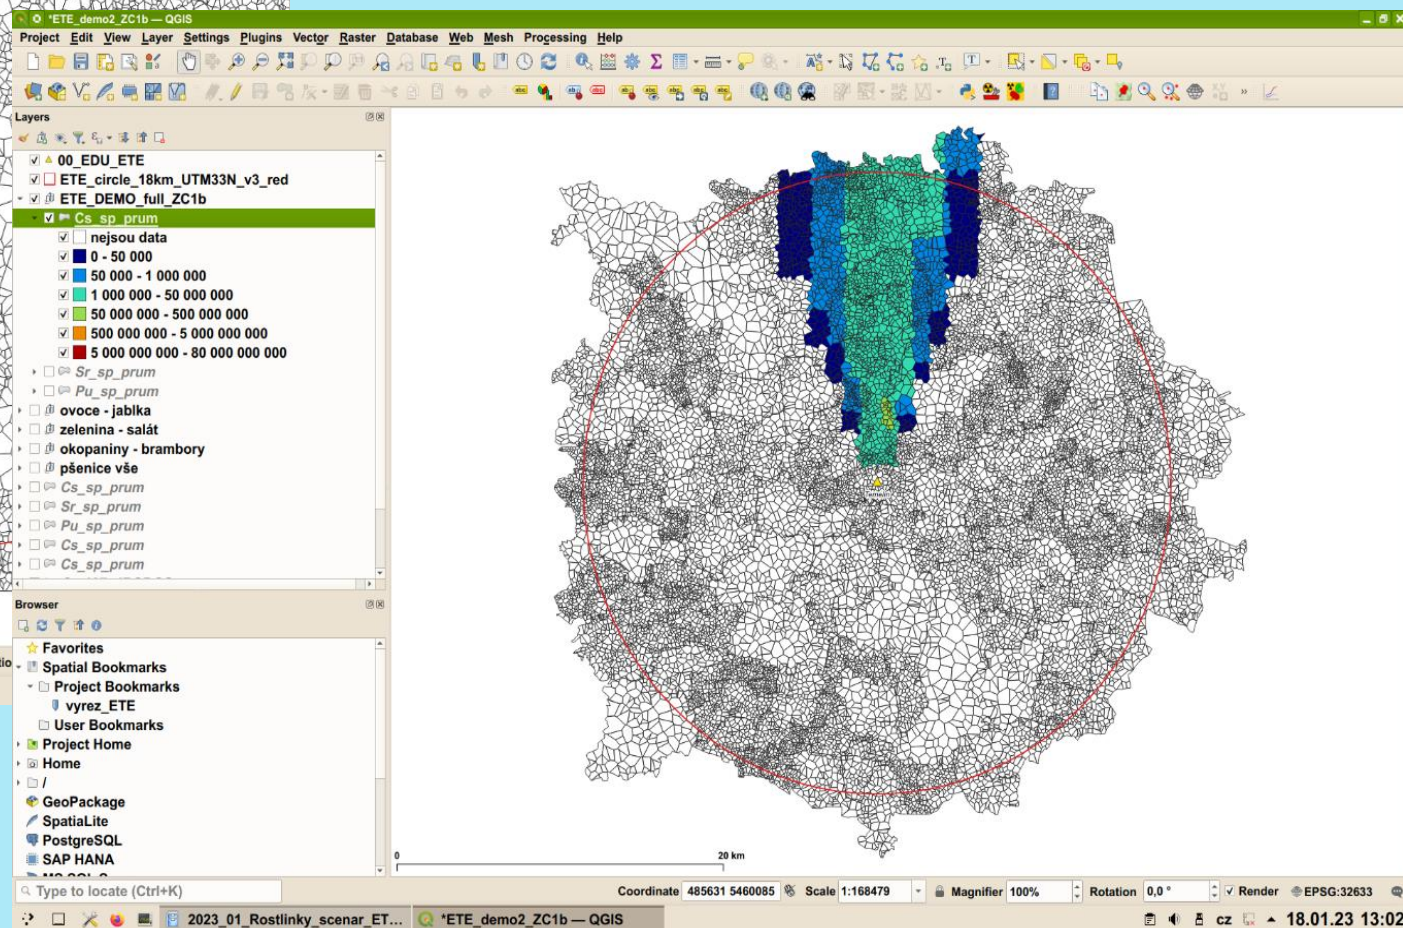 *ETE_demo2_ZC1b — QGIS
Project Edit View Layer Settings Plugins Vector Raster Database Web Mesh Processing Help
Layers
00_EDU_ETE
ETE_circle_18km_UTM33N_v3_red
ETE_DEMO_full_ZC1b
Cs_sp_prum
nejsou data
0 - 50 000
50 000 - 1 000 000
1 000 000 - 50 000 000
50 000 000 - 500 000 000
500 000 000 - 5 000 000 000
5 000 000 000 - 80 000 000 000
Sr_sp_prum
Pu_sp_prum
ovoce - jablka
zelenina - salát
okopaniny - brambory
pšenice vše
Cs_sp_prum
Sr_sp_prum
Pu_sp_prum
Cs_sp_prum
Cs_sp_prum
Browser
Favorites
Spatial Bookmarks
Project Bookmarks
vyrez_ETE
User Bookmarks
Project Home
Home
/
GeoPackage
SpatiaLite
PostgreSQL
SAP HANA
0 20 km
Type to locate (Ctrl+K)
Coordinate 485631 5460085 Scale 1:168479 Magnifier 100% Rotation 0,0 ° Render EPSG:32633
2023_01_Rostlinky_scenar_ET... *ETE_demo2_ZC1b — QGIS cz 18.01.23 13:02